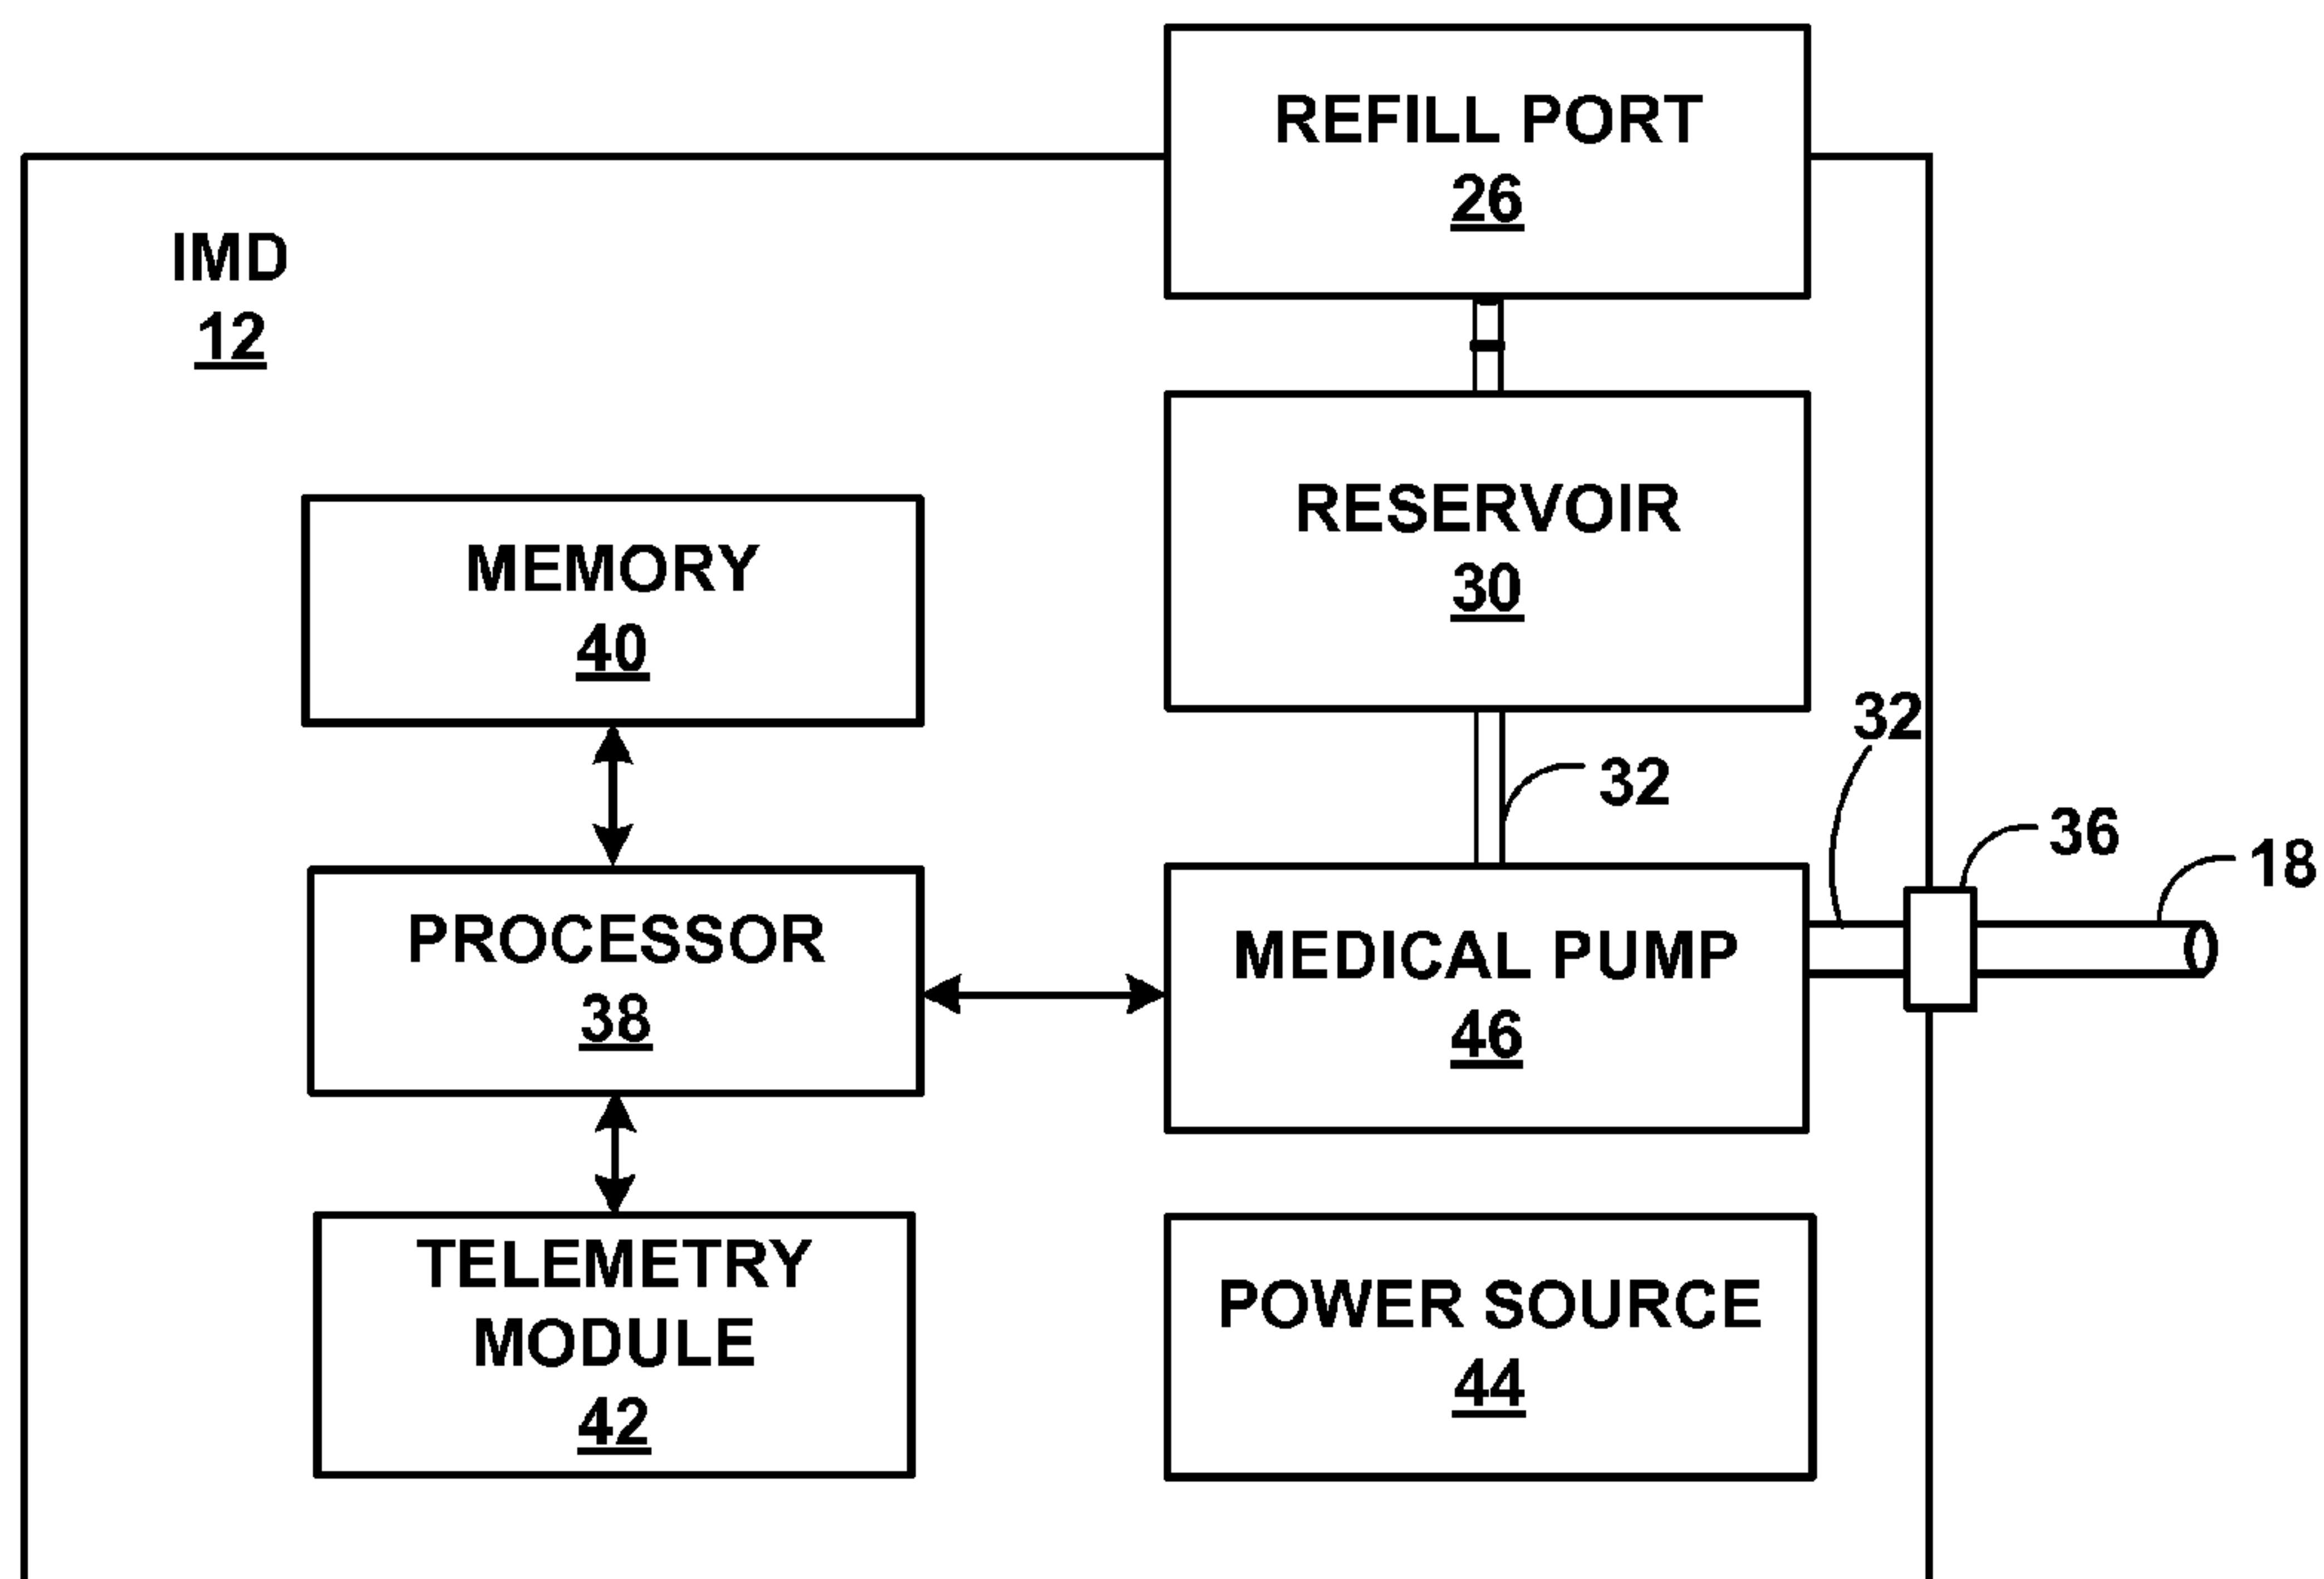 REFILL PORT
26
IMD
12
RESERVOIR
30
MEMORY
40
32
32
36
18
PROCESSOR
38
MEDICAL PUMP
46
TELEMETRY
MODULE
42
POWER SOURCE
44